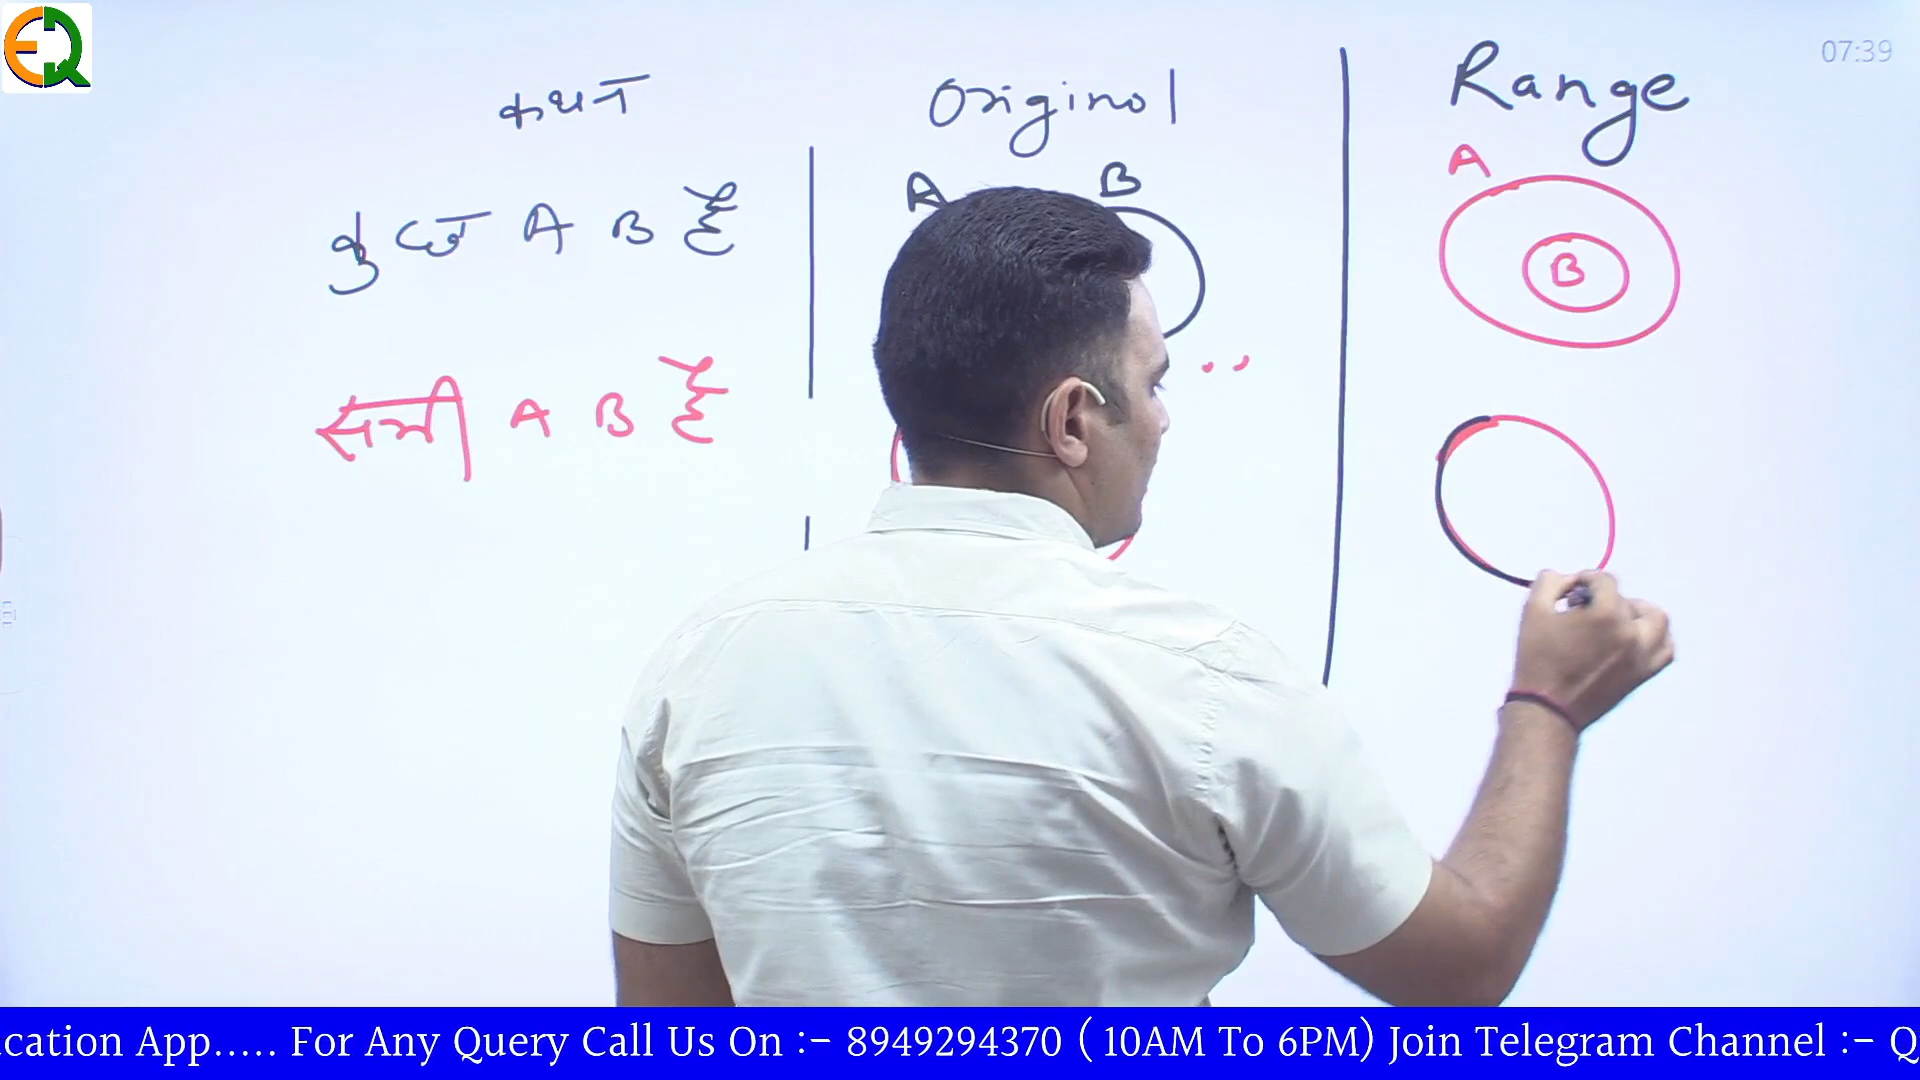 EQ
07:39
कथन Original Range
A B A
कुछ A B है
B
सभी A B है
cation App..... For Any Query Call Us On :- 8949294370 ( 10AM To 6PM) Join Telegram Channel :- Q